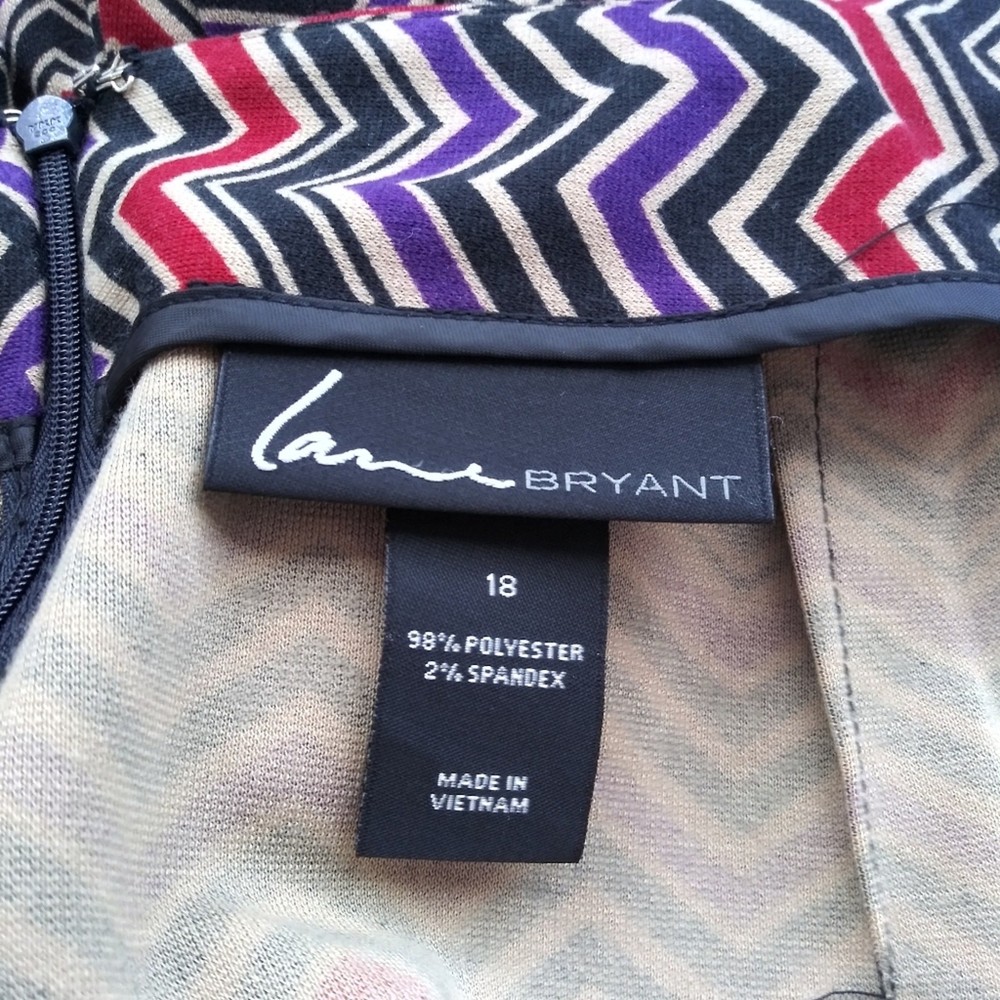 Lane BRYANT
18
98% POLYESTER
2% SPANDEX
MADE IN
VIETNAM